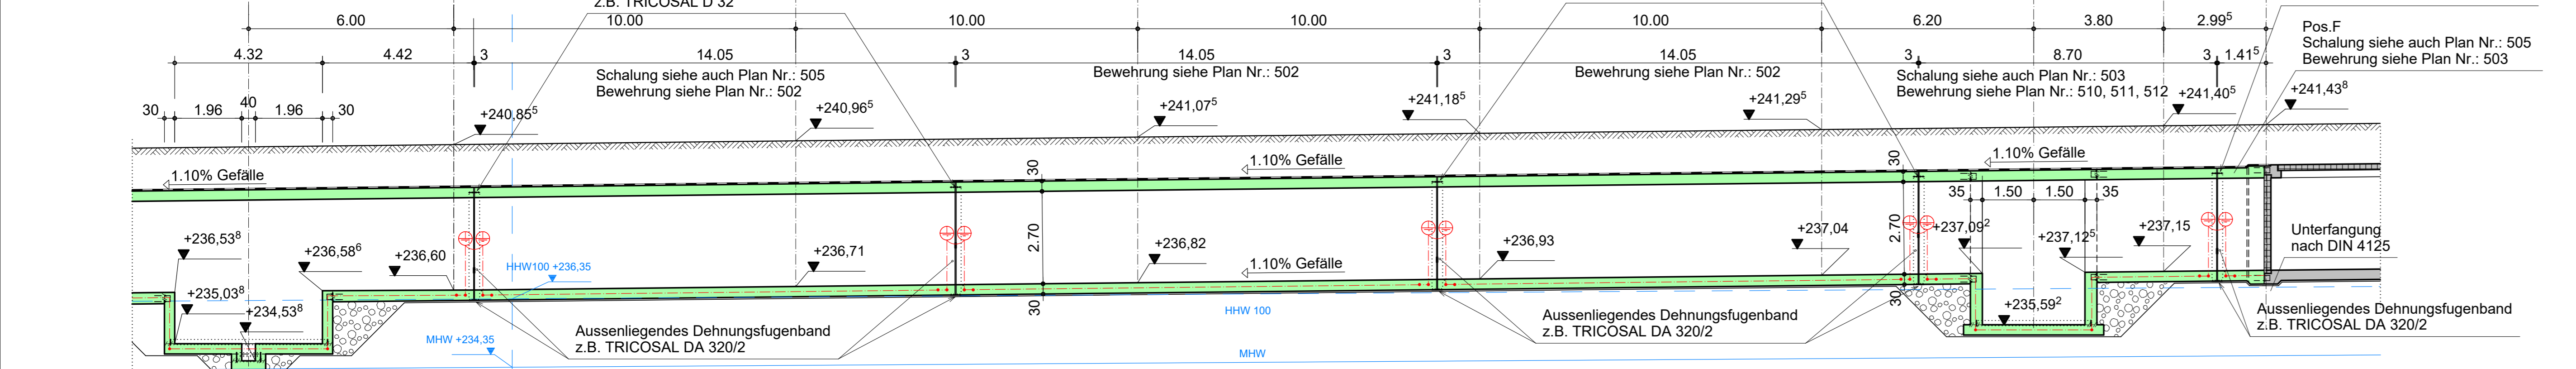 z.B. TRICOSAL D 32
6.00
10.00
10.00
10.00
10.00
6.20
3.80
2.99⁵
4.32
4.42
3
14.05
3
14.05
3
14.05
3
8.70
3
1.41⁵
Pos.F
Schalung siehe auch Plan Nr.: 505
Bewehrung siehe Plan Nr.: 503
Schalung siehe auch Plan Nr.: 505
Bewehrung siehe Plan Nr.: 502
Bewehrung siehe Plan Nr.: 502
Bewehrung siehe Plan Nr.: 502
Schalung siehe auch Plan Nr.: 503
Bewehrung siehe Plan Nr.: 510, 511, 512
30
1.96
40
1.96
30
+240,85⁵
+240,96⁵
+241,07⁵
+241,18⁵
+241,29⁵
+241,40⁵
+241,43⁸
1.10% Gefälle
30
1.10% Gefälle
30
1.10% Gefälle
35
1.50
1.50
35
+236,53⁸
+236,58⁶
+236,60
HHW100 +236,35
+236,71
2.70
+236,82
1.10% Gefälle
+236,93
+237,04
2.70
+237,09²
+237,12⁵
+237,15
Unterfangung
nach DIN 4125
+235,03⁸
+234,53⁸
30
HHW 100
30
+235,59²
Aussenliegendes Dehnungsfugenband
z.B. TRICOSAL DA 320/2
Aussenliegendes Dehnungsfugenband
z.B. TRICOSAL DA 320/2
Aussenliegendes Dehnungsfugenband
z.B. TRICOSAL DA 320/2
MHW +234,35
MHW